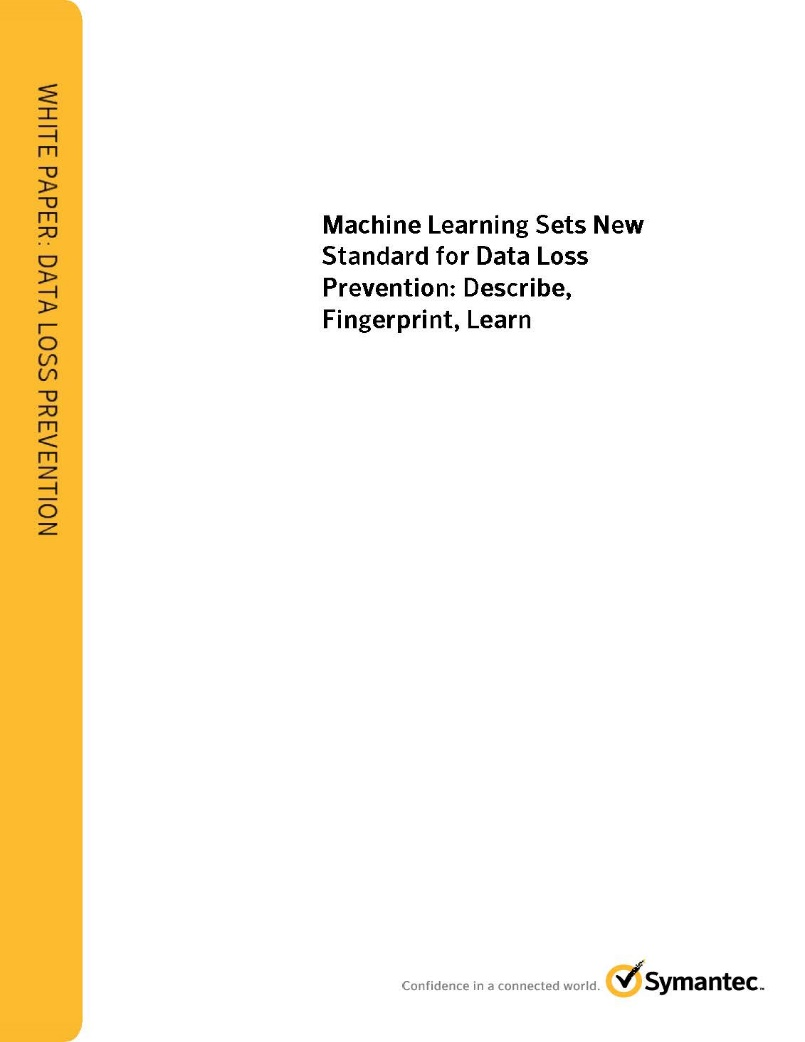 WHITE PAPER: DATA LOSS PREVENTION
Machine Learning Sets New
Standard for Data Loss
Prevention: Describe,
Fingerprint, Learn
Confidence in a connected world.
Symantec™